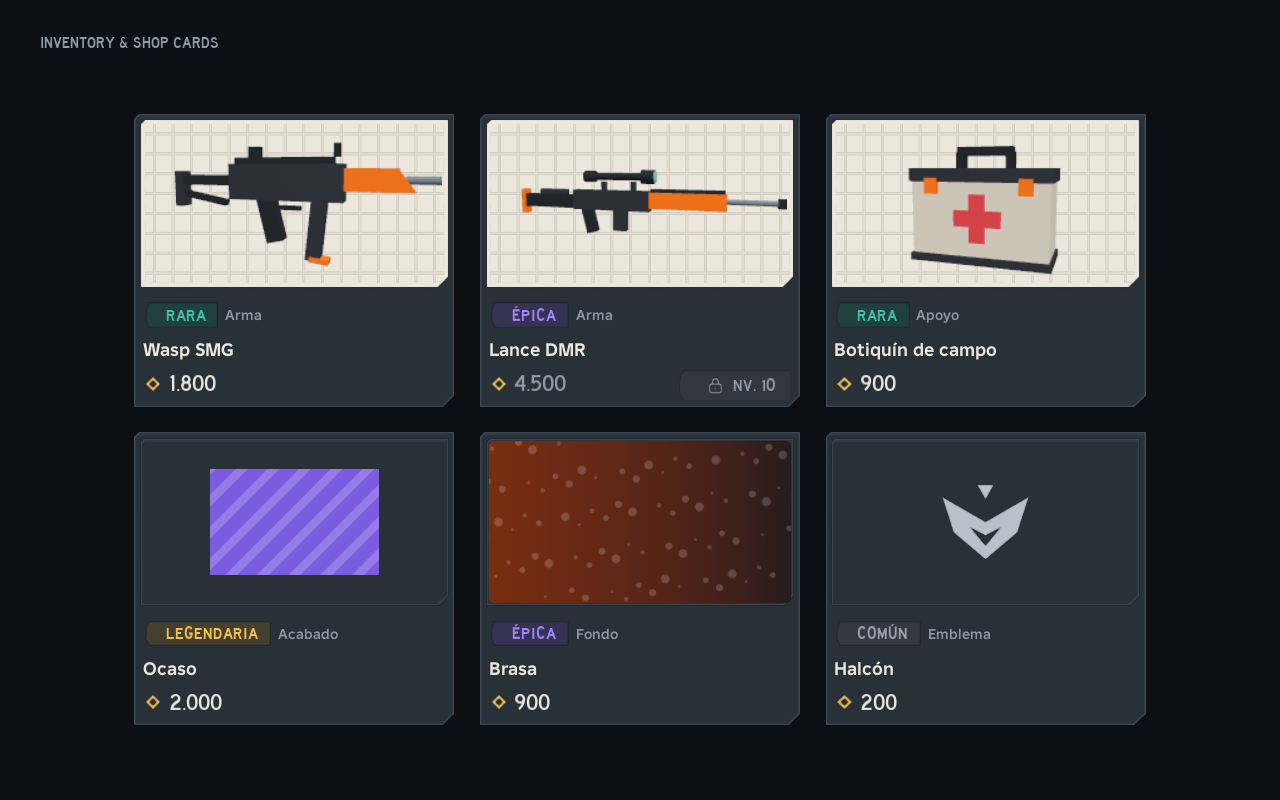 INVENTORY & SHOP CARDS
RARA Arma
Wasp SMG
1.800
ÉPICA Arma
Lance DMR
4.500 NV. 10
RARA Apoyo
Botiquín de campo
900
LEGENDARIA Acabado
Ocaso
2.000
ÉPICA Fondo
Brasa
900
COMÚN Emblema
Halcón
200